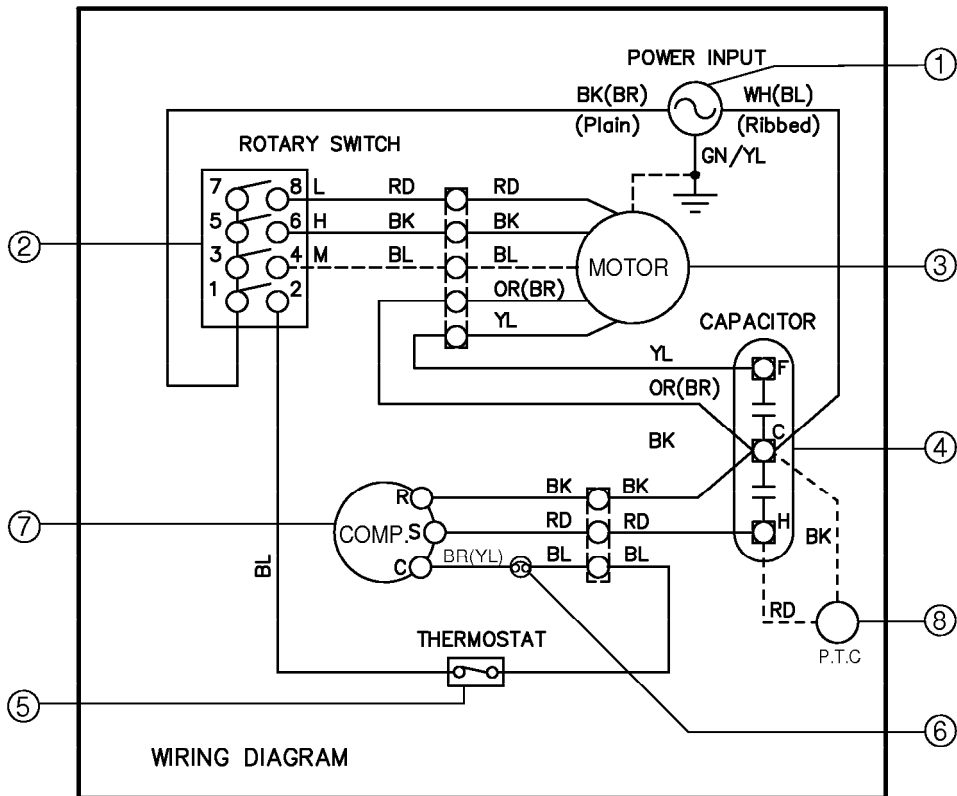 POWER INPUT
①
BK(BR)
WH(BL)
(Plain)
(Ribbed)
ROTARY SWITCH
GN/YL
7
8
L
RD
RD
5
6
H
BK
BK
②
3
4
M
BL
BL
MOTOR
③
1
2
OR(BR)
YL
CAPACITOR
YL
F
OR(BR)
BK
C
④
R
BK
BK
⑦
COMP.
S
RD
RD
H
BK
C
BR(YL)
BL
BL
BL
RD
⑧
THERMOSTAT
P.T.C
⑤
⑥
WIRING DIAGRAM